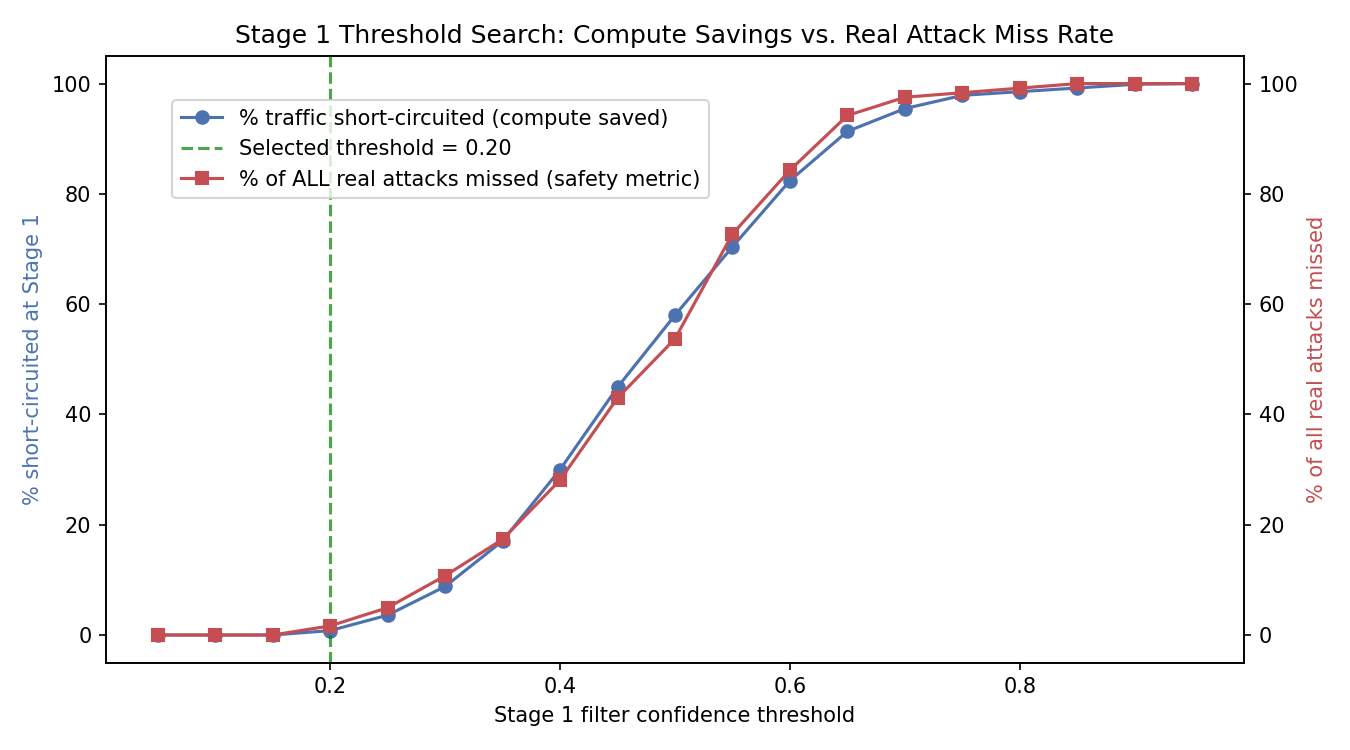 Stage 1 Threshold Search: Compute Savings vs. Real Attack Miss Rate
% traffic short-circuited (compute saved)
Selected threshold = 0.20
% of ALL real attacks missed (safety metric)
% short-circuited at Stage 1
100
80
60
40
20
0
100
80
60
40
20
0
% of all real attacks missed
0.2 0.4 0.6 0.8
Stage 1 filter confidence threshold